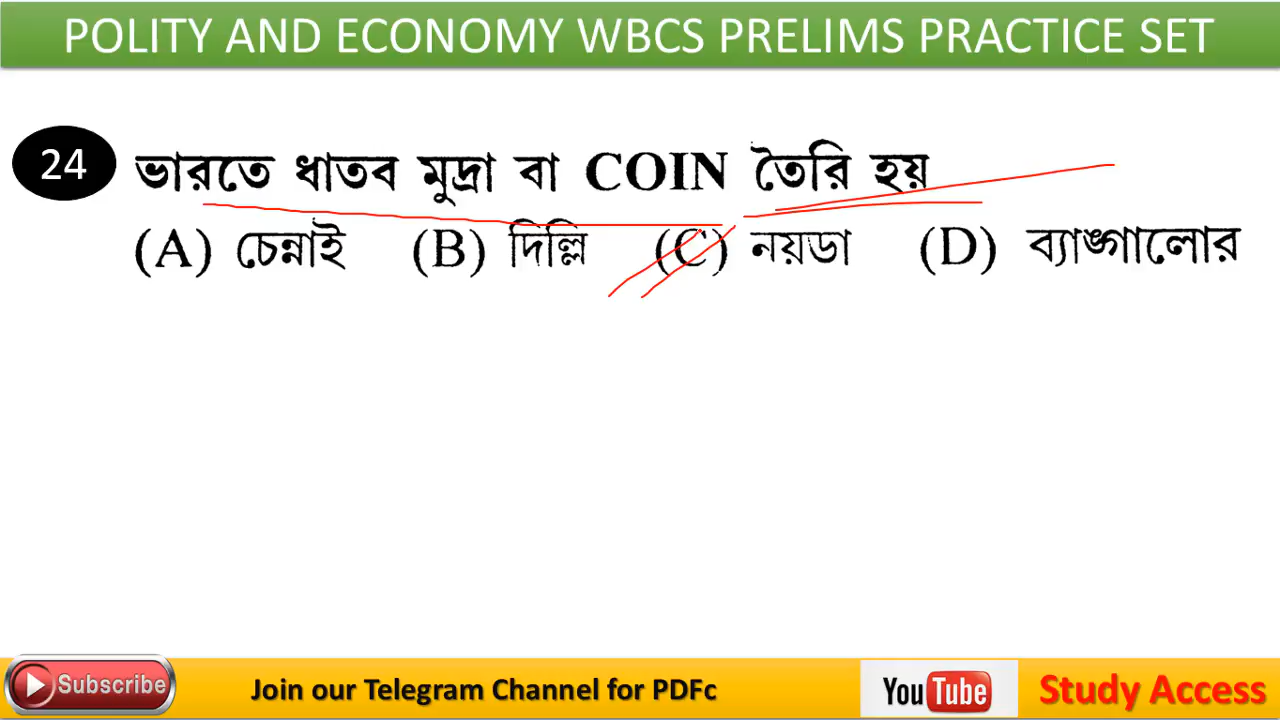 POLITY AND ECONOMY WBCS PRELIMS PRACTICE SET
24 ভারতে ধাতব মুদ্রা বা COIN তৈরি হয়
(A) চেন্নাই (B) দিল্লি (C) নয়ডা (D) ব্যাঙ্গালোর
Subscribe Join our Telegram Channel for PDFc YouTube Study Access